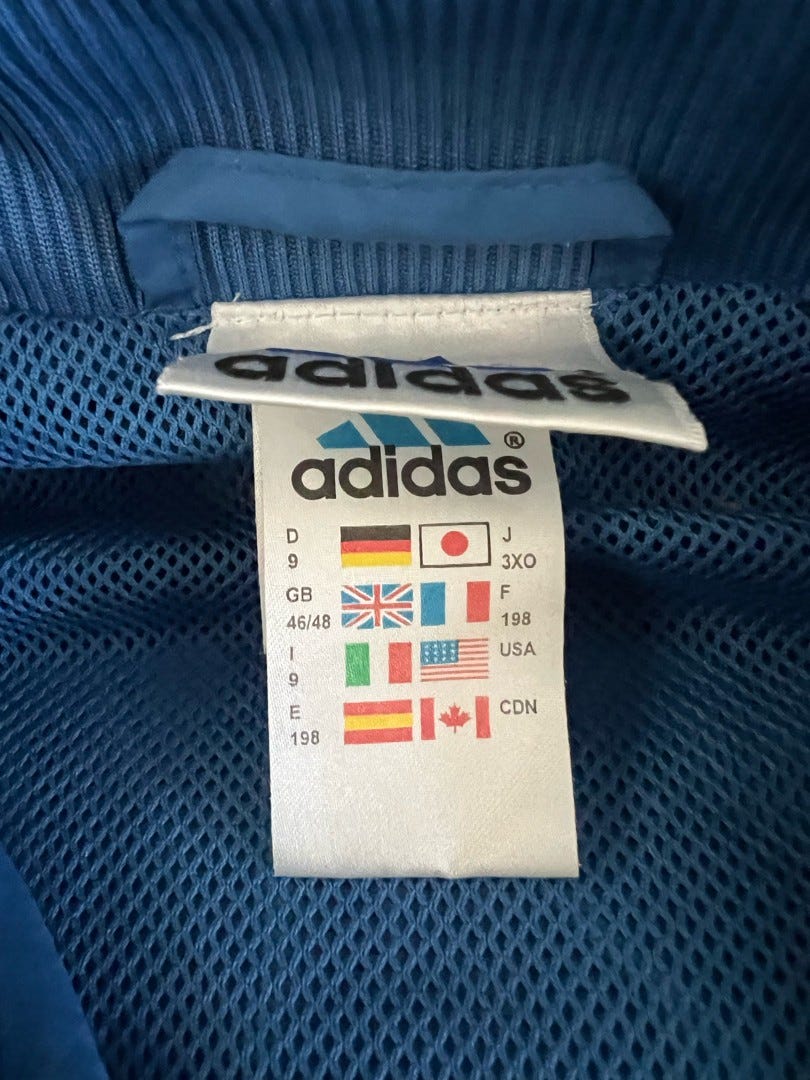 adidas
adidas®
D J
9 3XO
GB F
46/48 198
I USA
9
E CDN
198